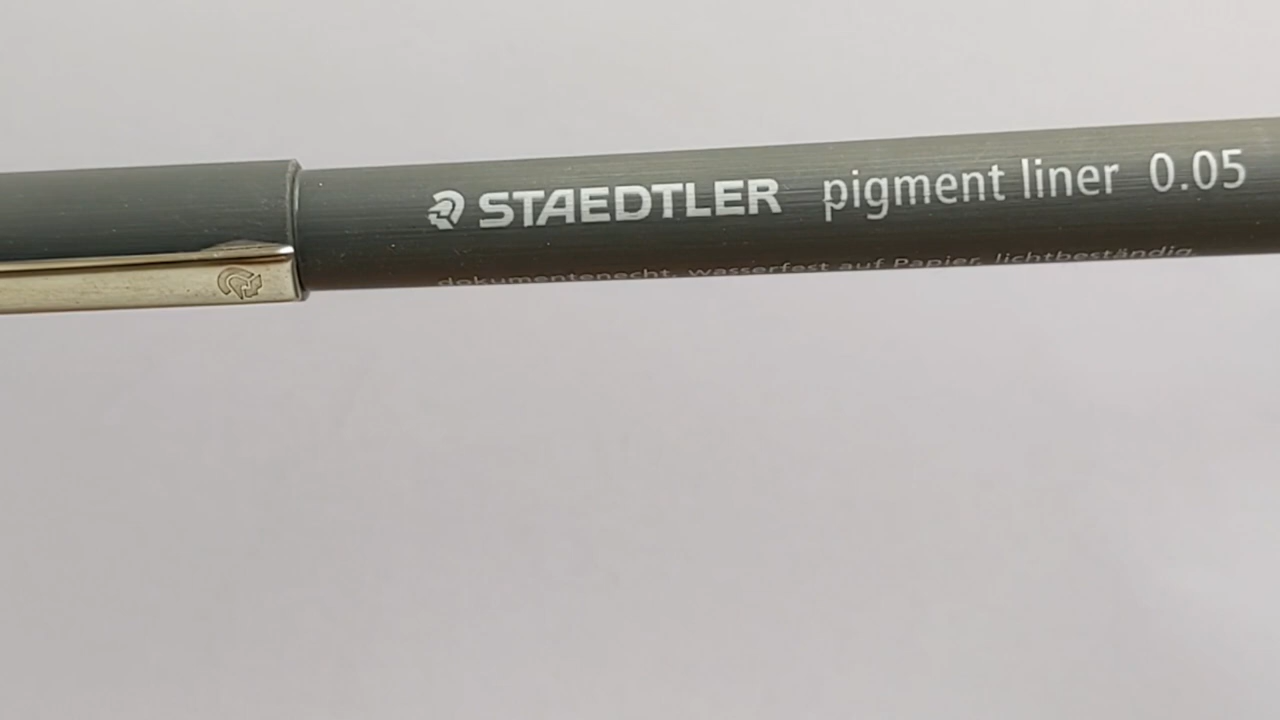 STAEDTLER pigment liner 0.05
dokumentenecht, wasserfest auf Papier, lichtbeständig